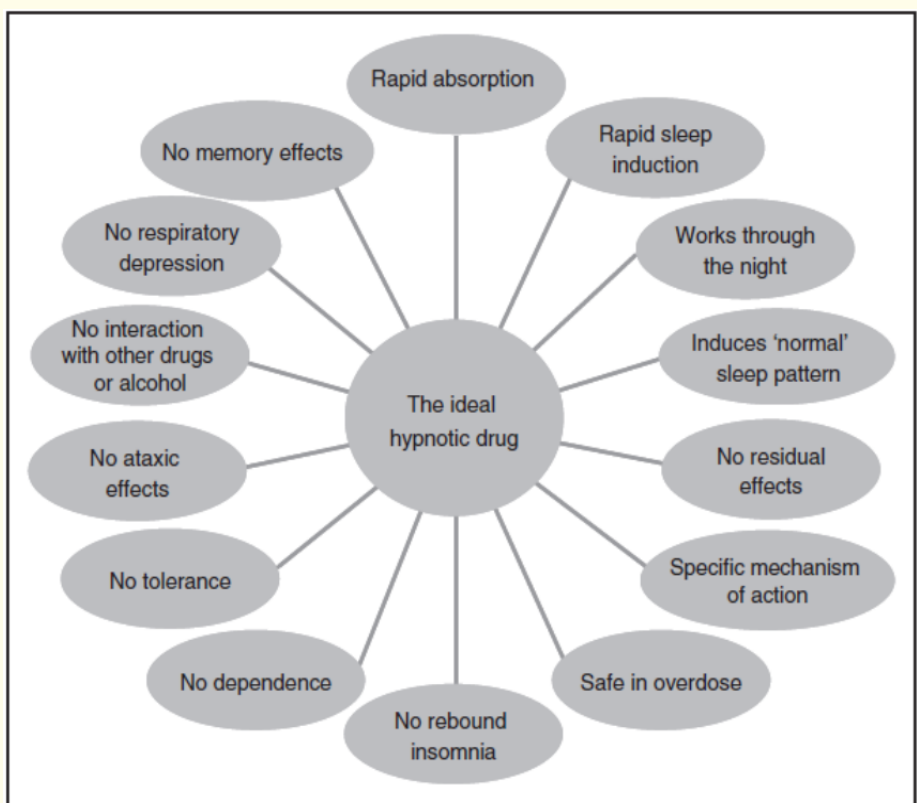 Rapid absorption
Rapid sleep
induction
Works through
the night
Induces ‘normal’
sleep pattern
No residual
effects
Specific mechanism
of action
Safe in overdose
No rebound
insomnia
No dependence
No tolerance
No ataxic
effects
No interaction
with other drugs
or alcohol
No respiratory
depression
No memory effects
The ideal
hypnotic drug